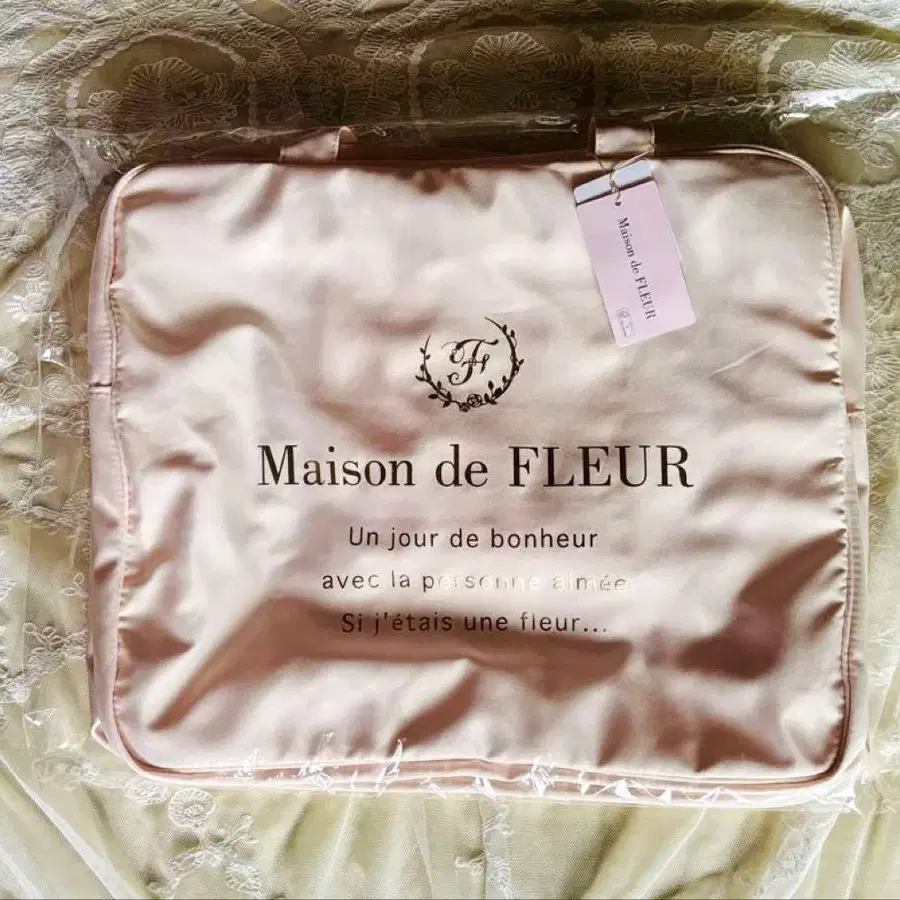 Maison de FLEUR
F
Maison de FLEUR
Un jour de bonheur
avec la personne aimée
Si j'étais une fleur...